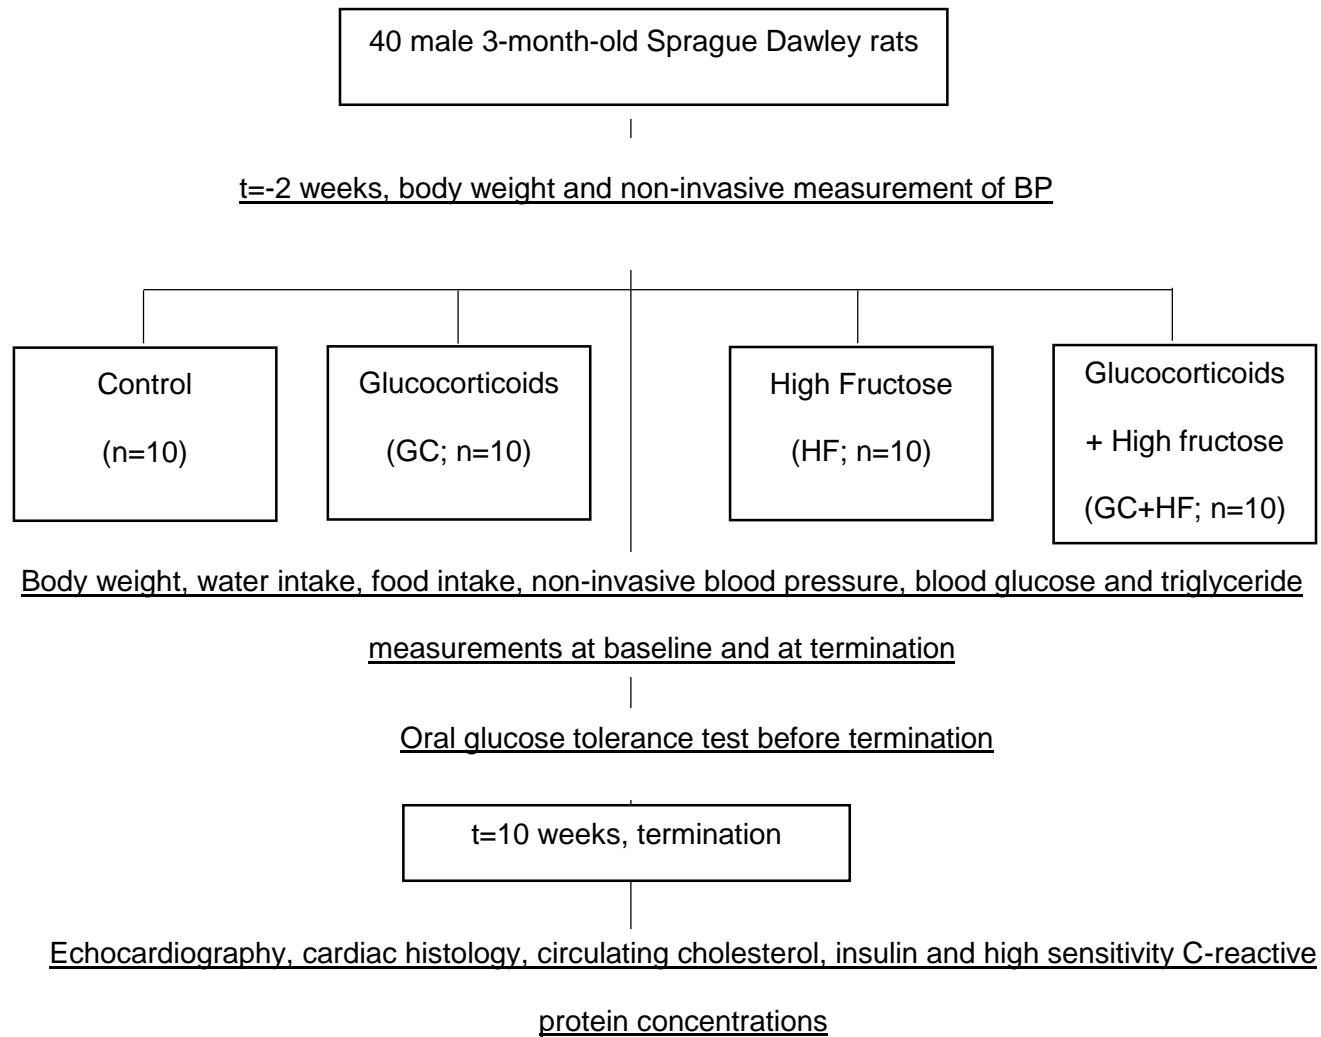 40 male 3-month-old Sprague Dawley rats
t=-2 weeks, body weight and non-invasive measurement of BP
Control
(n=10)
Glucocorticoids
(GC; n=10)
High Fructose
(HF; n=10)
Glucocorticoids
+ High fructose
(GC+HF; n=10)
Body weight, water intake, food intake, non-invasive blood pressure, blood glucose and triglyceride
measurements at baseline and at termination
Oral glucose tolerance test before termination
t=10 weeks, termination
Echocardiography, cardiac histology, circulating cholesterol, insulin and high sensitivity C-reactive
protein concentrations